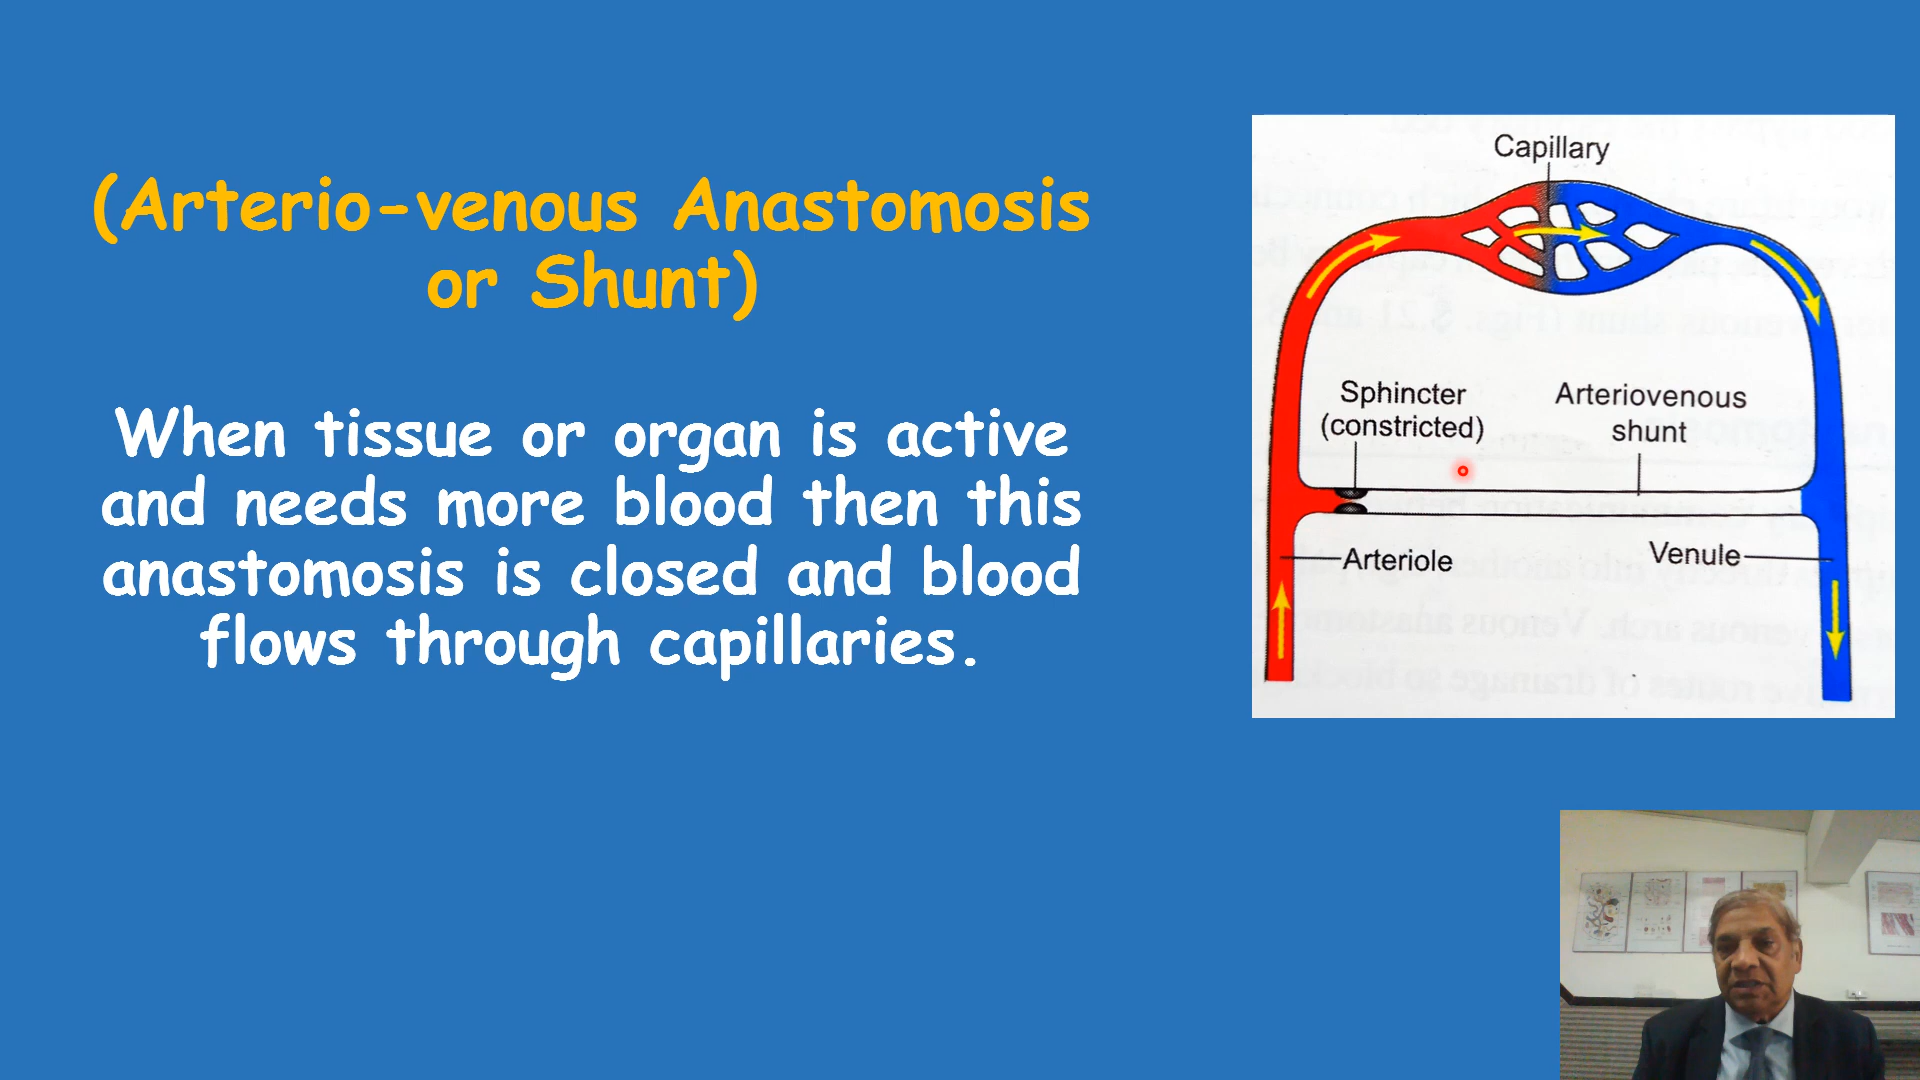 (Arterio-venous Anastomosis
or Shunt)
When tissue or organ is active
and needs more blood then this
anastomosis is closed and blood
flows through capillaries.
Capillary
Sphincter
(constricted)
Arteriovenous
shunt
Arteriole
Venule